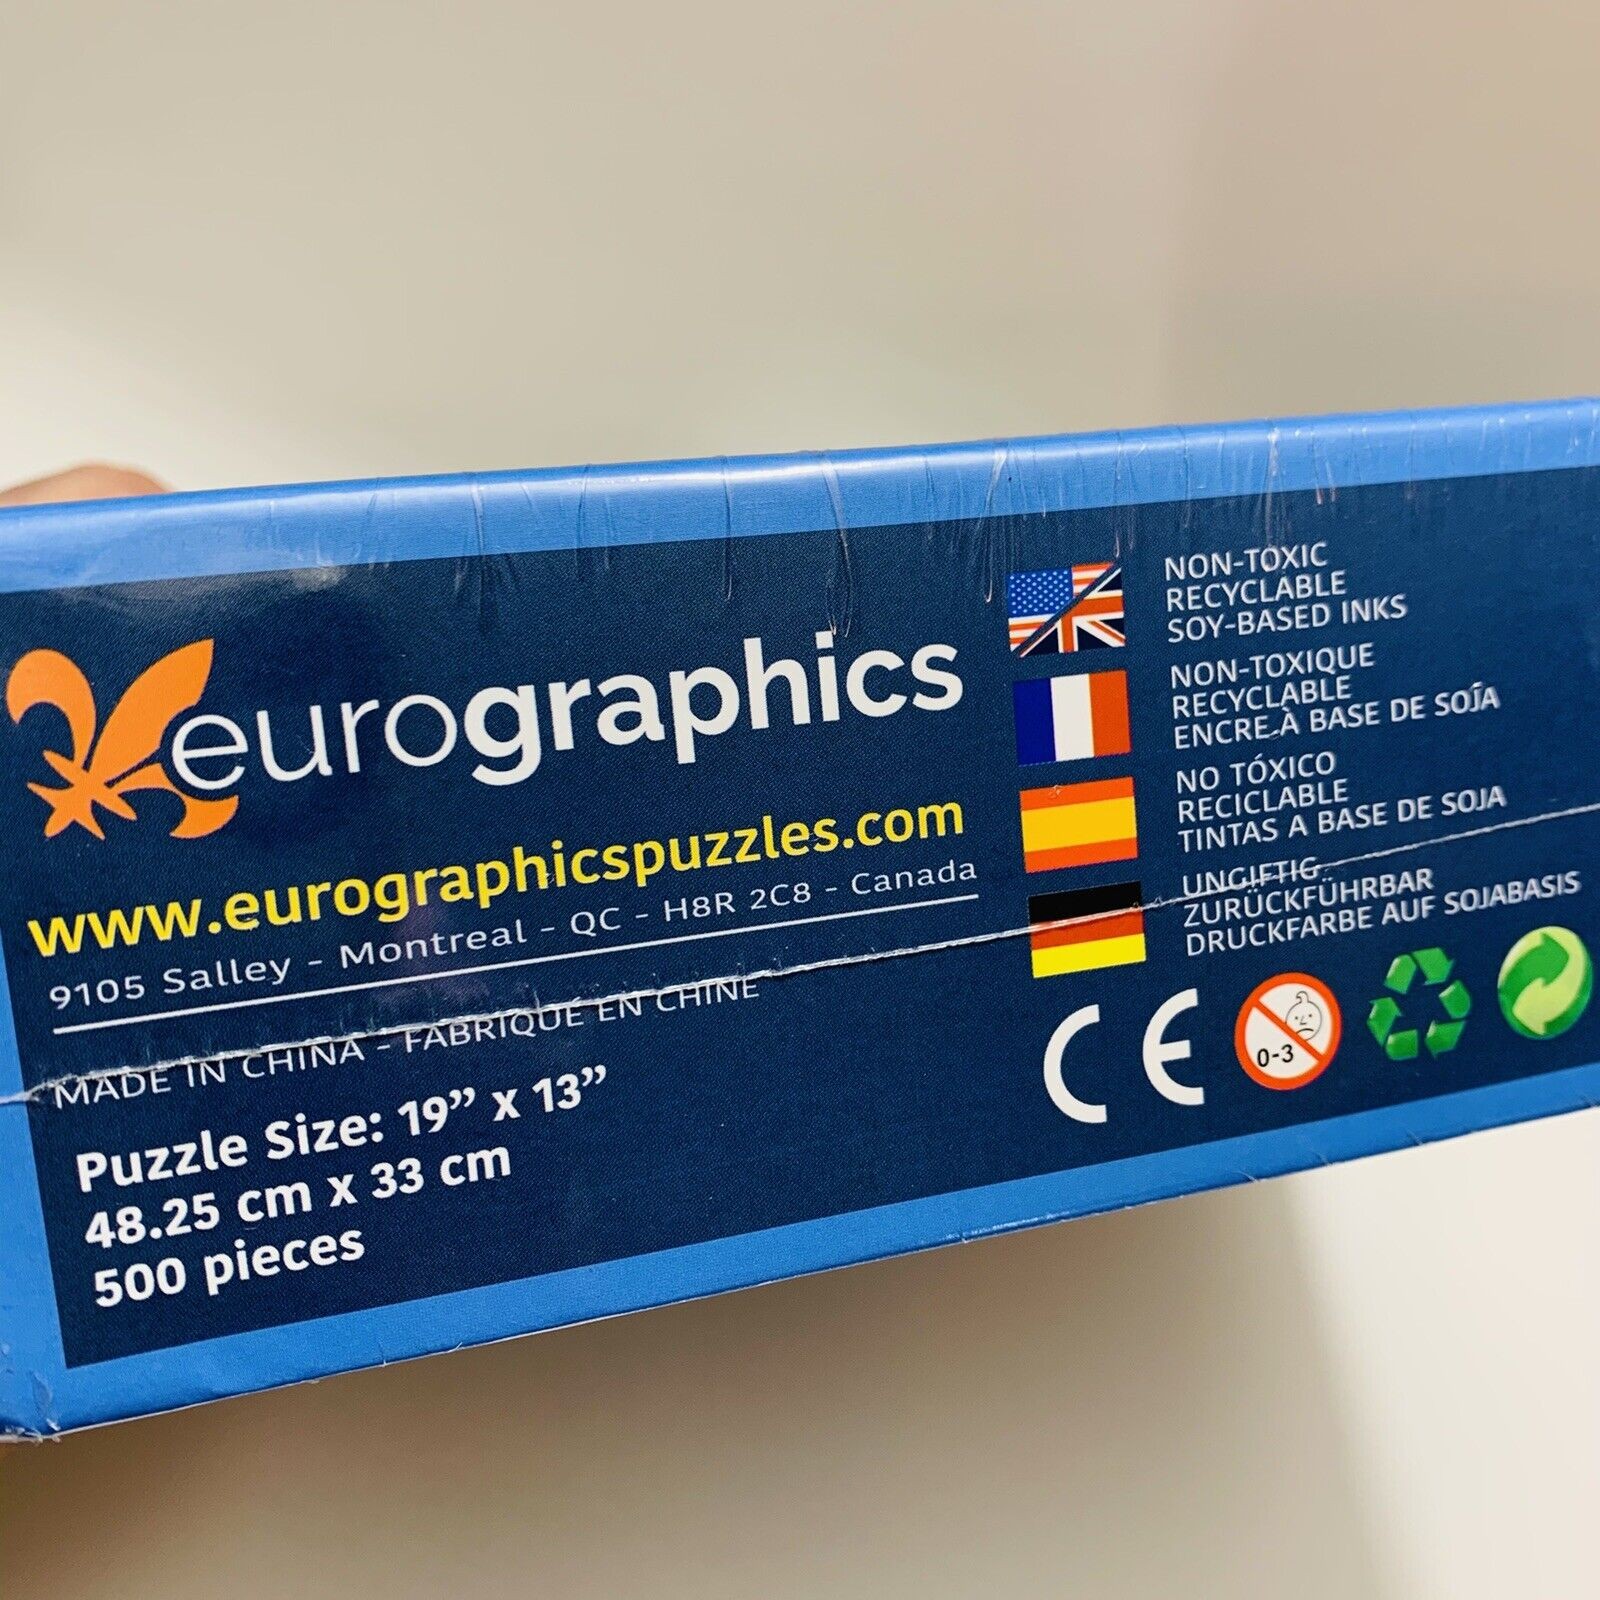 eurographics
www.eurographicspuzzles.com
9105 Salley - Montreal - QC - H8R 2C8 - Canada
MADE IN CHINA - FABRIQUÉ EN CHINE
Puzzle Size: 19” x 13”
48.25 cm x 33 cm
500 pieces
NON-TOXIC
RECYCLABLE
SOY-BASED INKS
NON-TOXIQUE
RECYCLABLE
ENCRE À BASE DE SOJA
NO TÓXICO
RECICLABLE
TINTAS A BASE DE SOJA
UNGIFTIG
ZURÜCKFÜHRBAR
DRUCKFARBE AUF SOJABASIS
CE
0-3